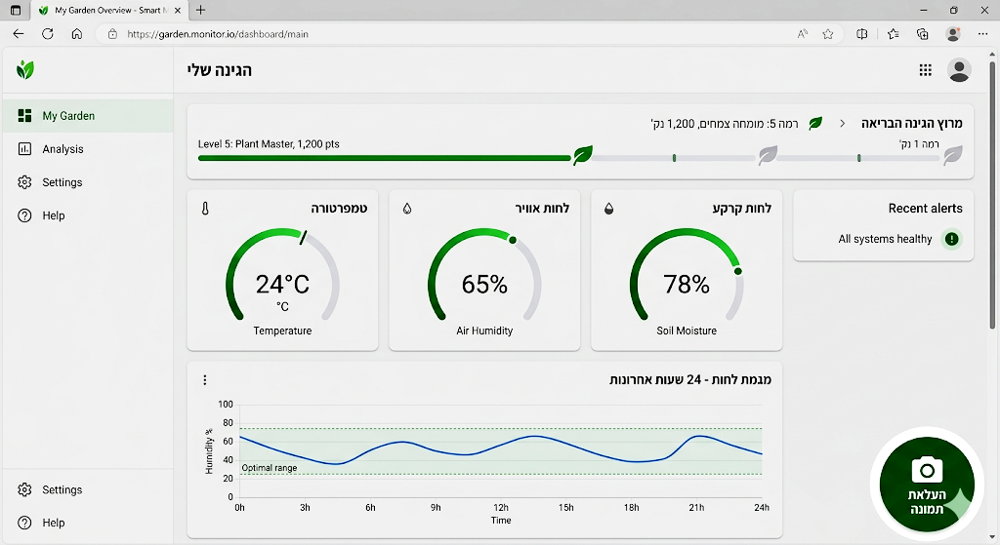 My Garden Overview - Smart M
https://garden.monitor.io/dashboard/main
הגינה שלי
My Garden
Analysis
Settings
Help
מרוץ הגינה הבריאה
רמה 5: מומחה צמחים, 1,200 נק'
Level 5: Plant Master, 1,200 pts
רמה 1 נק'
טמפרטורה
24°C
°C
Temperature
לחות אוויר
65%
Air Humidity
לחות קרקע
78%
Soil Moisture
Recent alerts
All systems healthy
מגמת לחות - 24 שעות אחרונות
Humidity %
100
80
60
40
20
0
Optimal range
0h 3h 6h 9h 12h 15h 18h 21h 24h
Time
Settings
Help
העלאת
תמונה